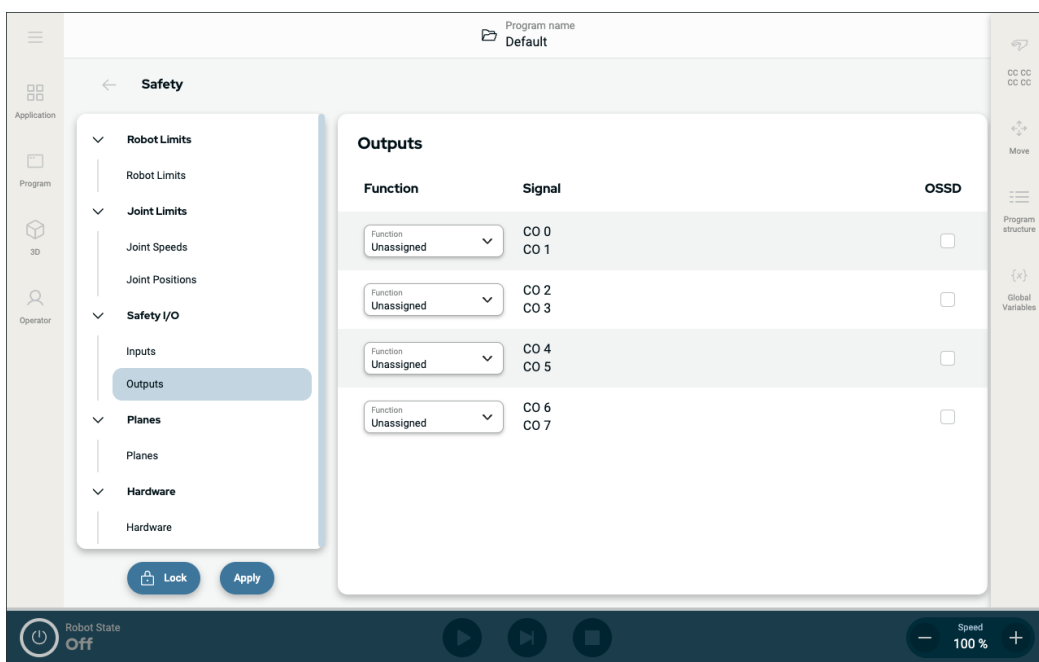 Program name
Default
Application
Program
3D
Operator
Safety
Robot Limits
Robot Limits
Joint Limits
Joint Speeds
Joint Positions
Safety I/O
Inputs
Outputs
Planes
Planes
Hardware
Hardware
Lock
Apply
Outputs
Function Signal OSSD
Function
Unassigned
CO 0
CO 1
Function
Unassigned
CO 2
CO 3
Function
Unassigned
CO 4
CO 5
Function
Unassigned
CO 6
CO 7
CC CC
CC CC
Move
Program
structure
{x}
Global
Variables
Robot State
Off
Speed
100 %